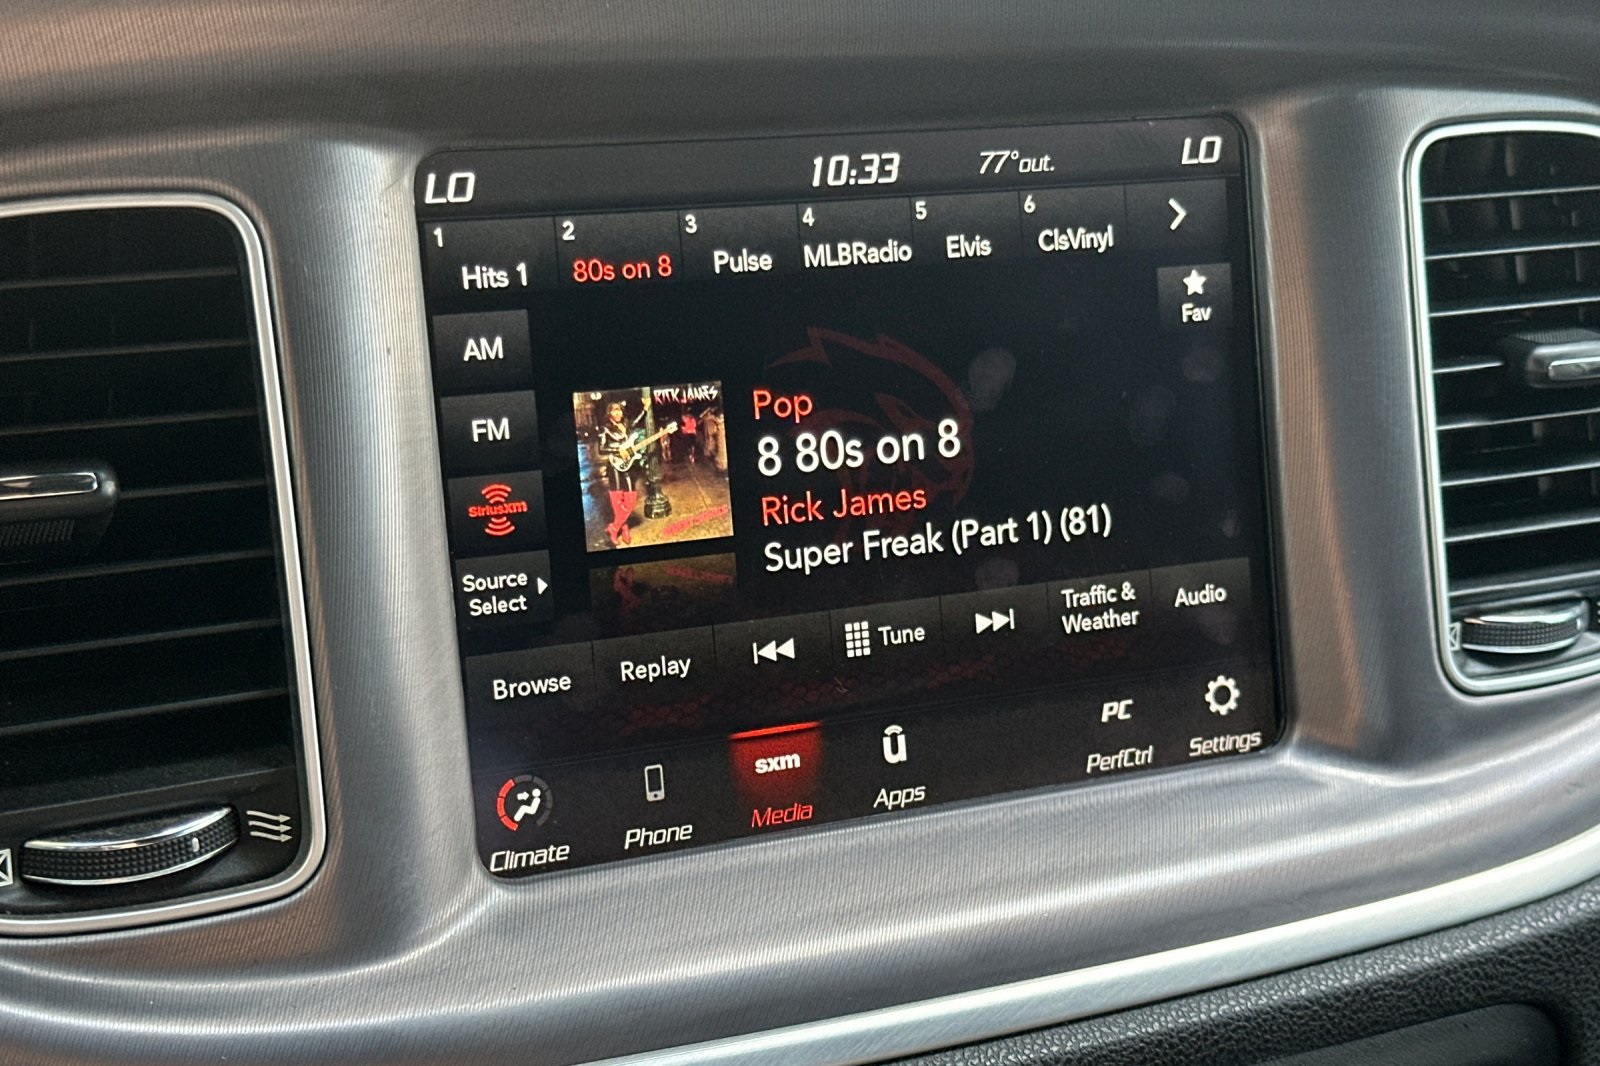 LO 10:33 77°out. LO
1 2 3 4 5 6
Hits 1 80s on 8 Pulse MLBRadio Elvis ClsVinyl
Fav
AM
FM
SiriusXM
Source
Select
RICK JAMES
Pop
8 80s on 8
Rick James
Super Freak (Part 1) (81)
Browse Replay Tune
Traffic &
Weather
Audio
Climate
Phone
sxm
Media
Apps
PC
PerfCtrl
Settings